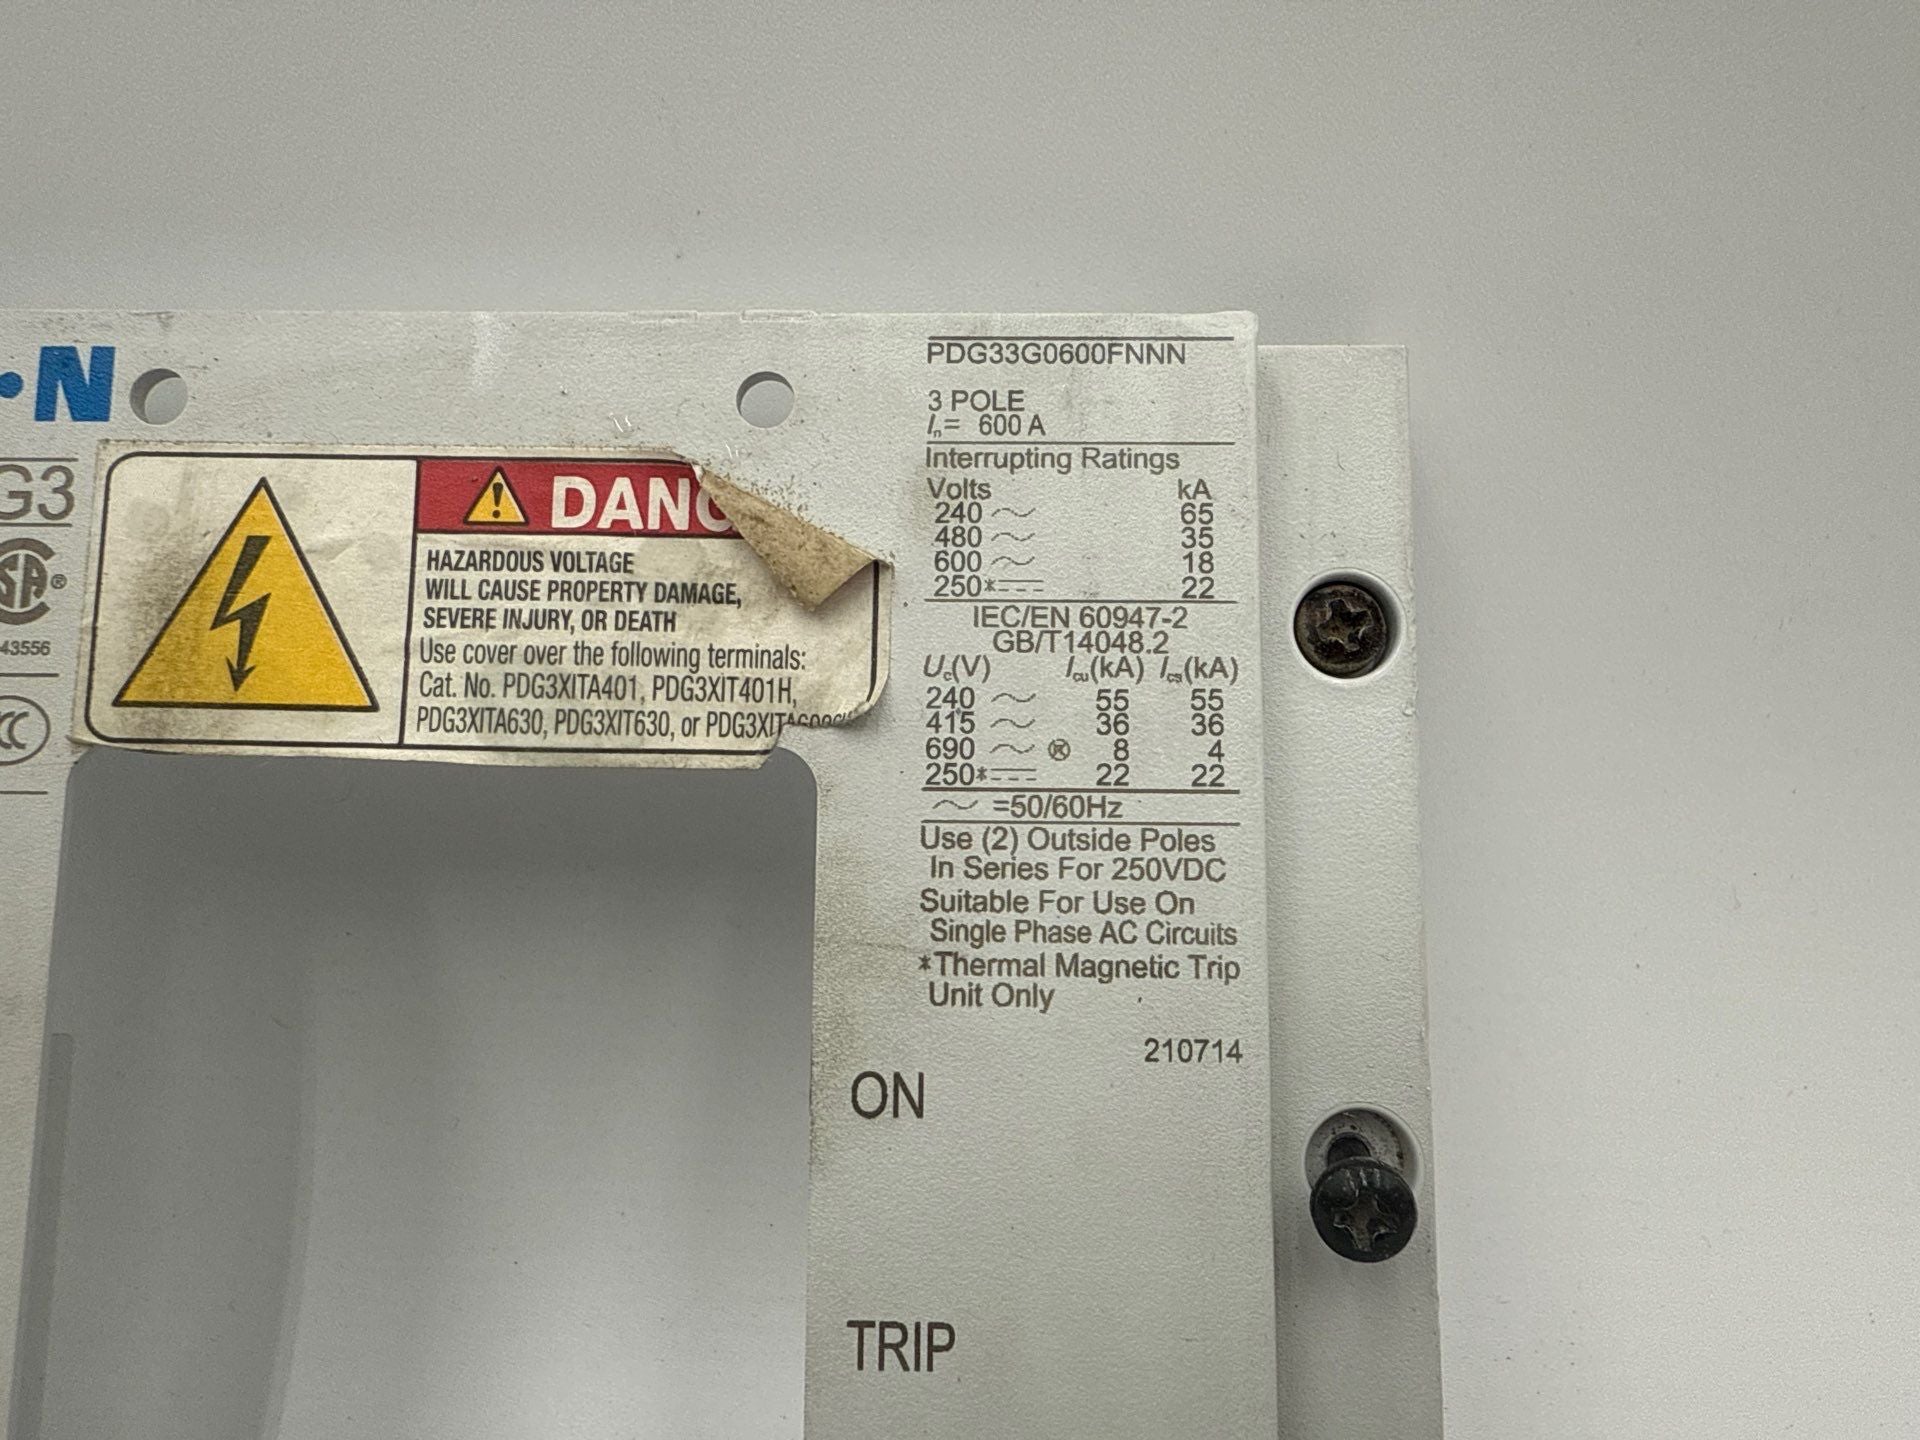 N
G3
SA®
43556
DANG
HAZARDOUS VOLTAGE
WILL CAUSE PROPERTY DAMAGE,
SEVERE INJURY, OR DEATH
Use cover over the following terminals:
Cat. No. PDG3XITA401, PDG3XIT401H,
PDG3XITA630, PDG3XIT630, or
PDG33G0600FNNN
3 POLE
In= 600 A
Interrupting Ratings
Volts kA
240 ～ 65
480 ～ 35
600 ～ 18
250* ⎓ 22
IEC/EN 60947-2
GB/T14048.2
Ue(V) Icu(kA) Ics(kA)
240 ～ 55 55
415 ～ 36 36
690 ～ 8 4
250* ⎓ 22 22
～ =50/60Hz
Use (2) Outside Poles
In Series For 250VDC
Suitable For Use On
Single Phase AC Circuits
*Thermal Magnetic Trip
Unit Only
210714
ON
TRIP